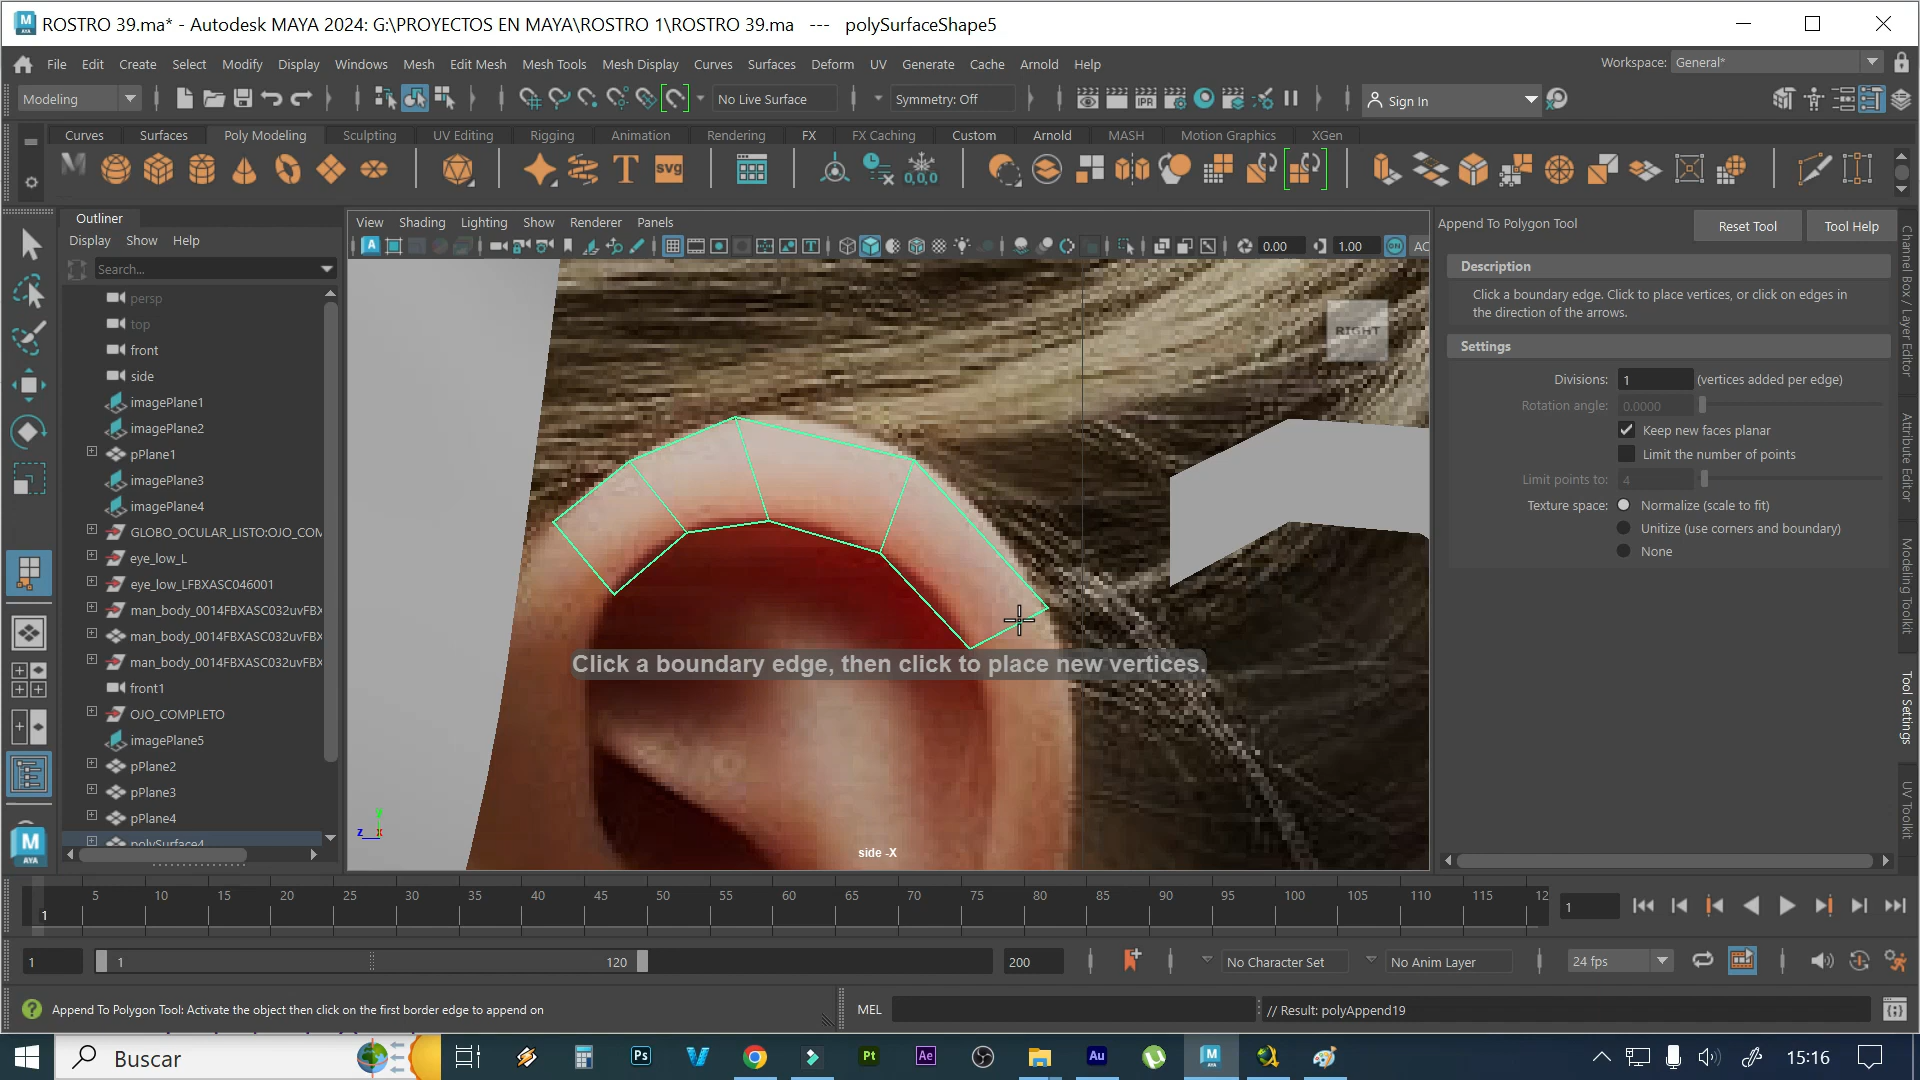 ROSTRO 39.ma* - Autodesk MAYA 2024: G:\PROYECTOS EN MAYA\ROSTRO 1\ROSTRO 39.ma --- polySurfaceShape5
File Edit Create Select Modify Display Windows Mesh Edit Mesh Mesh Tools Mesh Display Curves Surfaces Deform UV Generate Cache Arnold Help
Workspace: General*
Modeling No Live Surface Symmetry: Off Sign In
Curves Surfaces Poly Modeling Sculpting UV Editing Rigging Animation Rendering FX FX Caching Custom Arnold MASH Motion Graphics XGen
Outliner
Display Show Help
Search...
persp
top
front
side
imagePlane1
imagePlane2
pPlane1
imagePlane3
imagePlane4
GLOBO_OCULAR_LISTO:OJO_COM
eye_low_L
eye_low_LFBXASC046001
man_body_0014FBXASC032uvFBX
man_body_0014FBXASC032uvFBX
man_body_0014FBXASC032uvFBX
front1
OJO_COMPLETO
imagePlane5
pPlane2
pPlane3
pPlane4
polySurface4
View Shading Lighting Show Renderer Panels
0.00 1.00 AC
RIGHT
Click a boundary edge, then click to place new vertices.
y
z x
side -X
Append To Polygon Tool
Reset Tool Tool Help
Description
Click a boundary edge. Click to place vertices, or click on edges in
the direction of the arrows.
Settings
Divisions: 1 (vertices added per edge)
Rotation angle: 0.0000
Keep new faces planar
Limit the number of points
Limit points to: 4
Texture space: Normalize (scale to fit)
Unitize (use corners and boundary)
None
Channel Box / Layer Editor
Attribute Editor
Modeling Toolkit
Tool Settings
UV Toolkit
5 10 15 20 25 30 35 40 45 50 55 60 65 70 75 80 85 90 95 100 105 110 115 12
1 1
1 1 120 200 No Character Set No Anim Layer 24 fps
Append To Polygon Tool: Activate the object then click on the first border edge to append on
MEL // Result: polyAppend19
Buscar 15:16